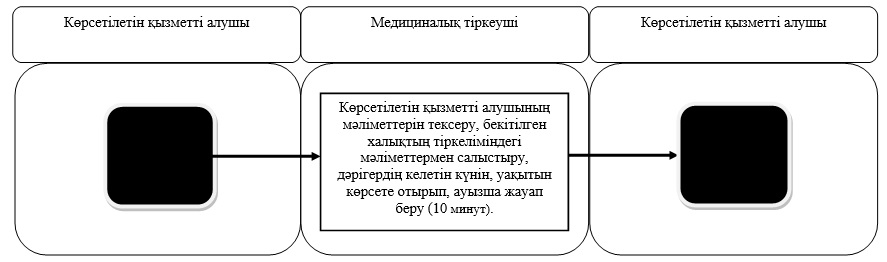 Көрсетілетін қызметті алушы
Медициналық тіркеуші
Көрсетілетін қызметті алушы
Көрсетілетін қызметті алушының
мәліметтерін тексеру, бекітілген
халықтың тіркеліміндегі
мәліметтермен салыстыру,
дәрігердің келетін күнін, уақытын
көрсете отырып, ауызша жауап
беру (10 минут).